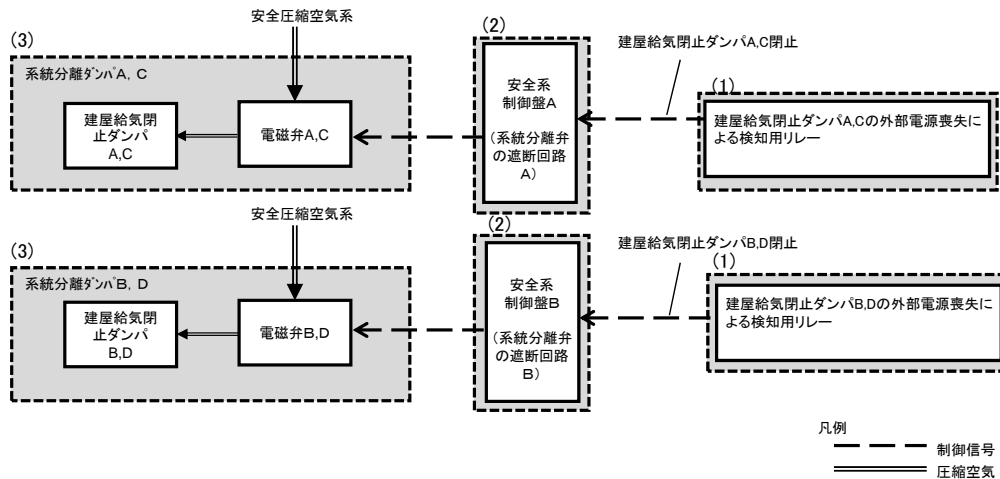 安全圧縮空気系
(3)
系統分離ﾀﾞﾝﾊﾟA, C
建屋給気閉
止ダンパ
A,C
電磁弁A,C
(2)
安全系
制御盤A
(系統分離弁
の遮断回路
A)
建屋給気閉止ダンパA,C閉止
(1)
建屋給気閉止ダンパA,Cの外部電源喪失に
よる検知用リレー
安全圧縮空気系
(3)
系統分離ﾀﾞﾝﾊﾟB, D
建屋給気閉
止ダンパ
B,D
電磁弁B,D
(2)
安全系
制御盤B
(系統分離弁
の遮断回路
B)
建屋給気閉止ダンパB,D閉止
(1)
建屋給気閉止ダンパB,Dの外部電源喪失に
よる検知用リレー
凡例
制御信号
圧縮空気